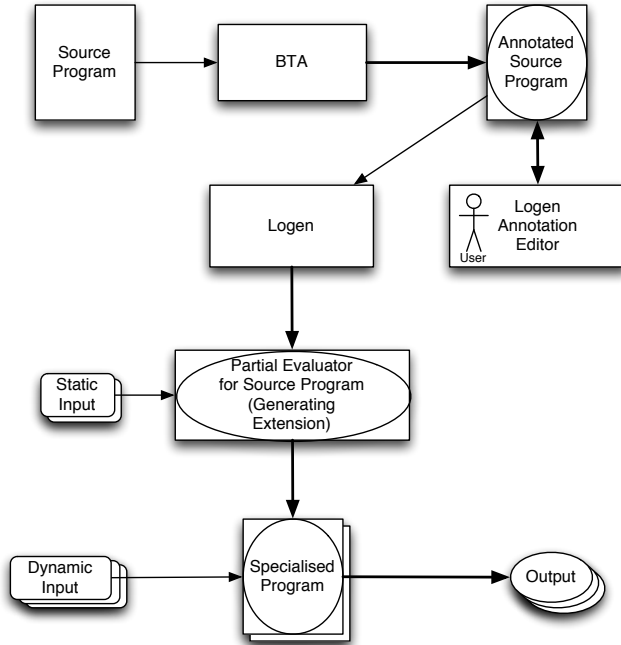 Source
Program
BTA
Annotated
Source
Program
Logen
User
Logen
Annotation
Editor
Partial Evaluator
for Source Program
(Generating
Extension)
Static
Input
Specialised
Program
Dynamic
Input
Output